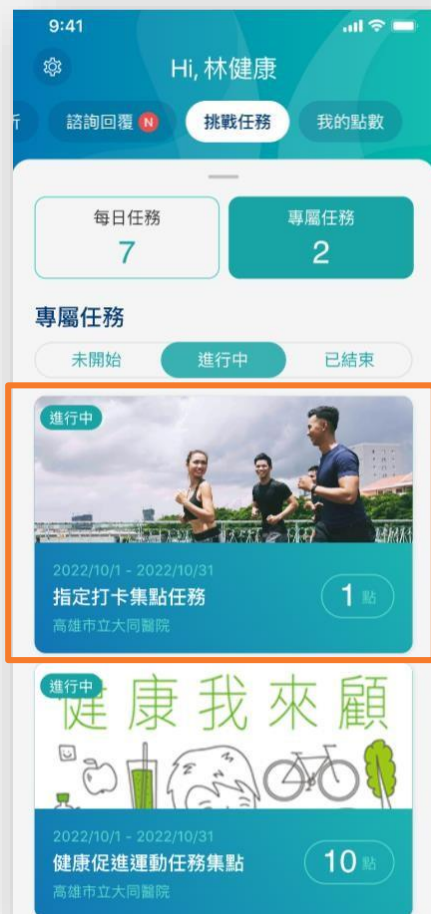 9:41
Hi, 林健康
諮詢回覆 N
挑戰任務
我的點數
每日任務
7
專屬任務
2
專屬任務
未開始
進行中
已結束
進行中
2022/10/1 - 2022/10/31
指定打卡集點任務
高雄市立大同醫院
1 點
進行中
健康我來顧
2022/10/1 - 2022/10/31
健康促進運動任務集點
高雄市立大同醫院
10 點